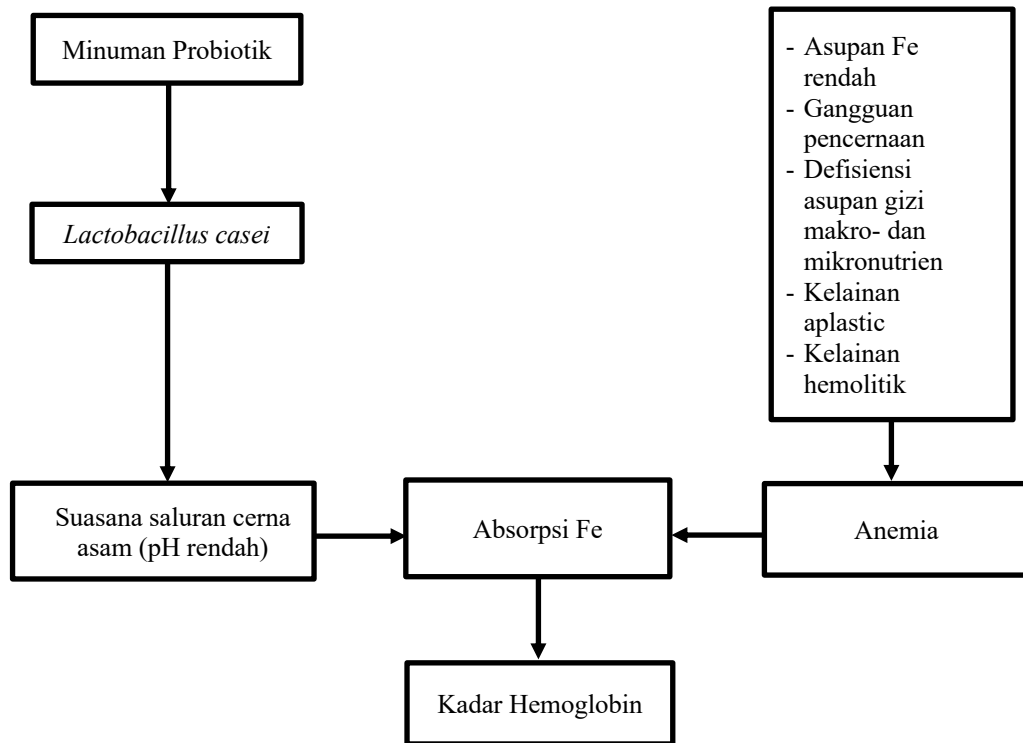 Minuman Probiotik
Lactobacillus casei
Suasana saluran cerna
asam (pH rendah)
Absorpsi Fe
Kadar Hemoglobin
- Asupan Fe
rendah
- Gangguan
pencernaan
- Defisiensi
asupan gizi
makro- dan
mikronutrien
- Kelainan
aplastic
- Kelainan
hemolitik
Anemia